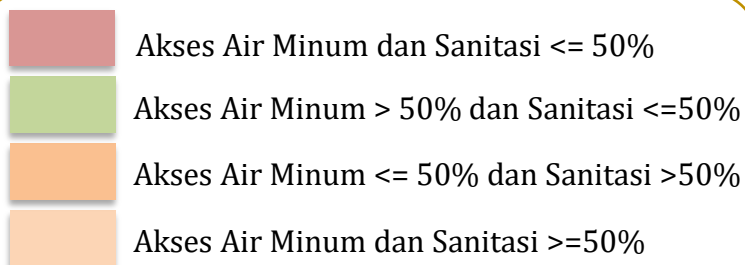 Akses Air Minum dan Sanitasi <= 50%
Akses Air Minum > 50% dan Sanitasi <=50%
Akses Air Minum <= 50% dan Sanitasi >50%
Akses Air Minum dan Sanitasi >=50%